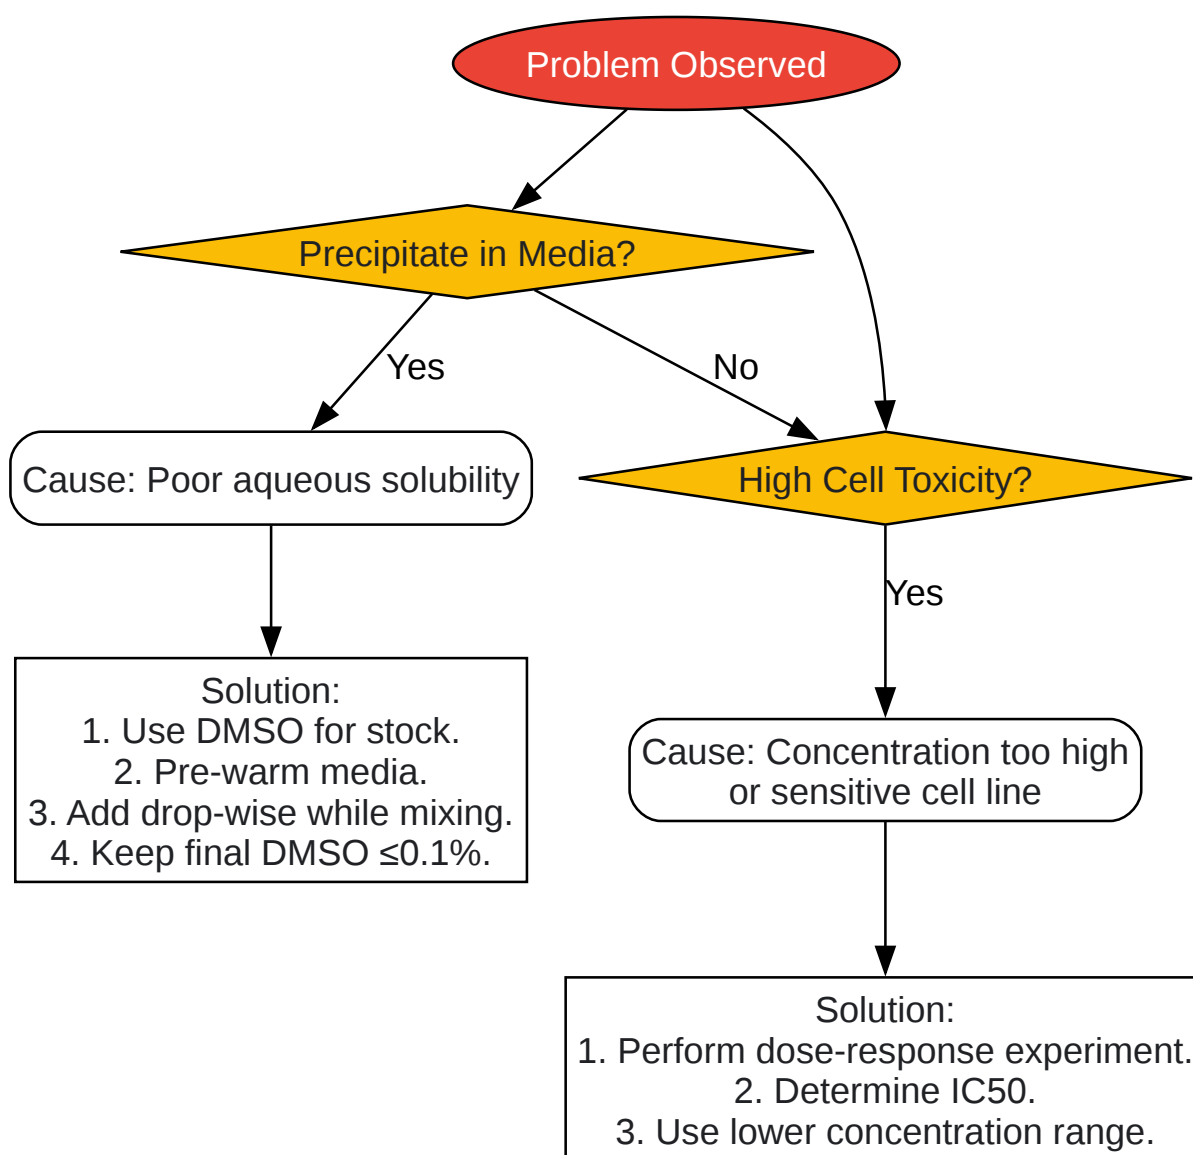 Problem Observed
Precipitate in Media?
Yes
No
Cause: Poor aqueous solubility
High Cell Toxicity?
Yes
Solution:
1. Use DMSO for stock.
2. Pre-warm media.
3. Add drop-wise while mixing.
4. Keep final DMSO ≤0.1%.
Cause: Concentration too high
or sensitive cell line
Solution:
1. Perform dose-response experiment.
2. Determine IC50.
3. Use lower concentration range.